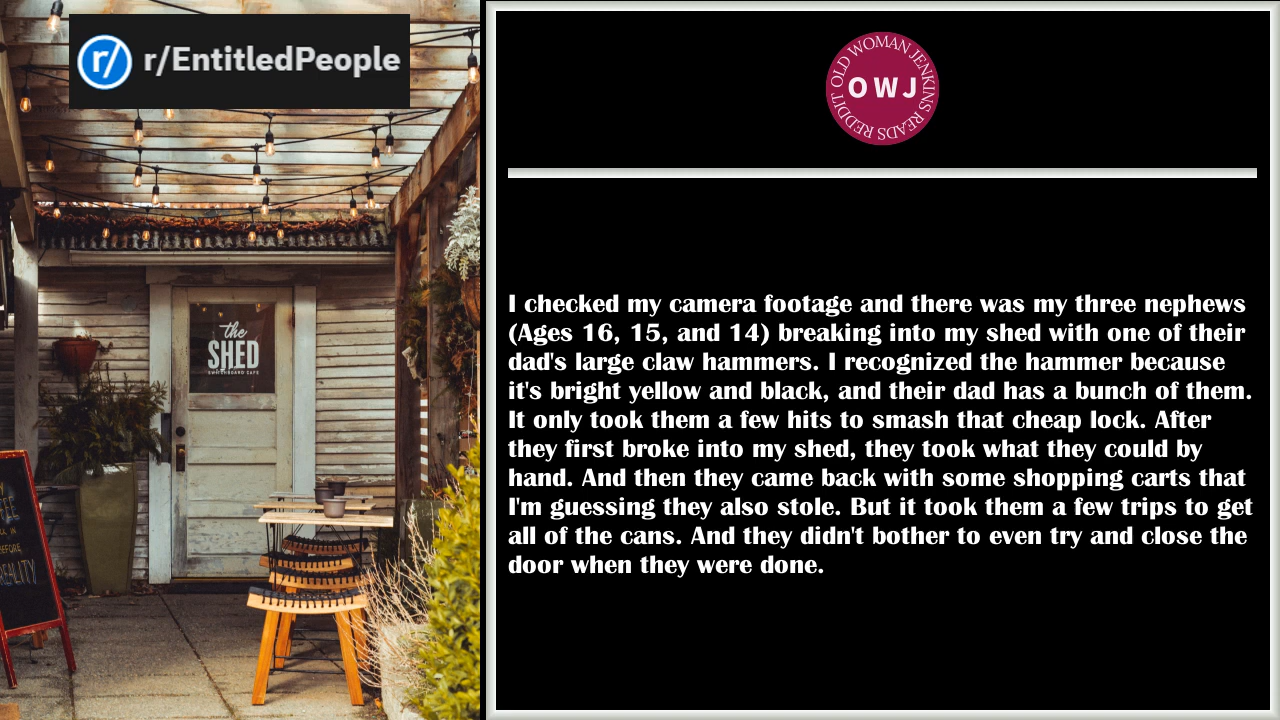 r/ r/EntitledPeople
OLD WOMAN JENKINS READS REDDIT
OWJ
the
SHED
I checked my camera footage and there was my three nephews
(Ages 16, 15, and 14) breaking into my shed with one of their
dad's large claw hammers. I recognized the hammer because
it's bright yellow and black, and their dad has a bunch of them.
It only took them a few hits to smash that cheap lock. After
they first broke into my shed, they took what they could by
hand. And then they came back with some shopping carts that
I'm guessing they also stole. But it took them a few trips to get
all of the cans. And they didn't bother to even try and close the
door when they were done.